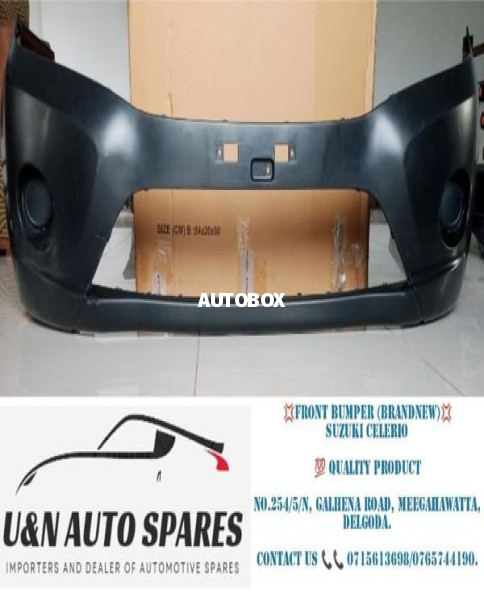 SIZE (CM) B :84x20x50
AUTOBOX
U&N AUTO SPARES
IMPORTERS AND DEALER OF AUTOMOTIVE SPARES
💢FRONT BUMPER (BRANDNEW)💢
SUZUKI CELERIO
💯 QUALITY PRODUCT
NO.254/5/N, GALHENA ROAD, MEEGAHAWATTA,
DELGODA.
CONTACT US 📞📞 0715613698/0765744190.